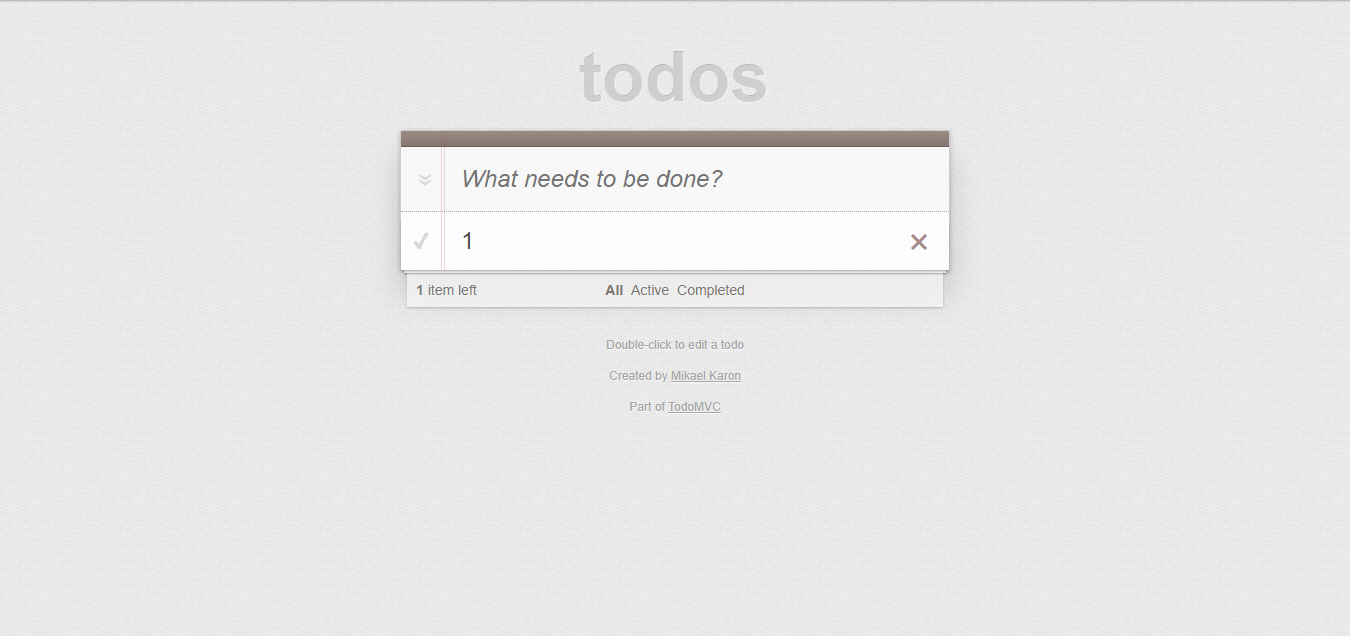 todos
What needs to be done?
1
1 item left All Active Completed
Double-click to edit a todo
Created by Mikael Karon
Part of TodoMVC